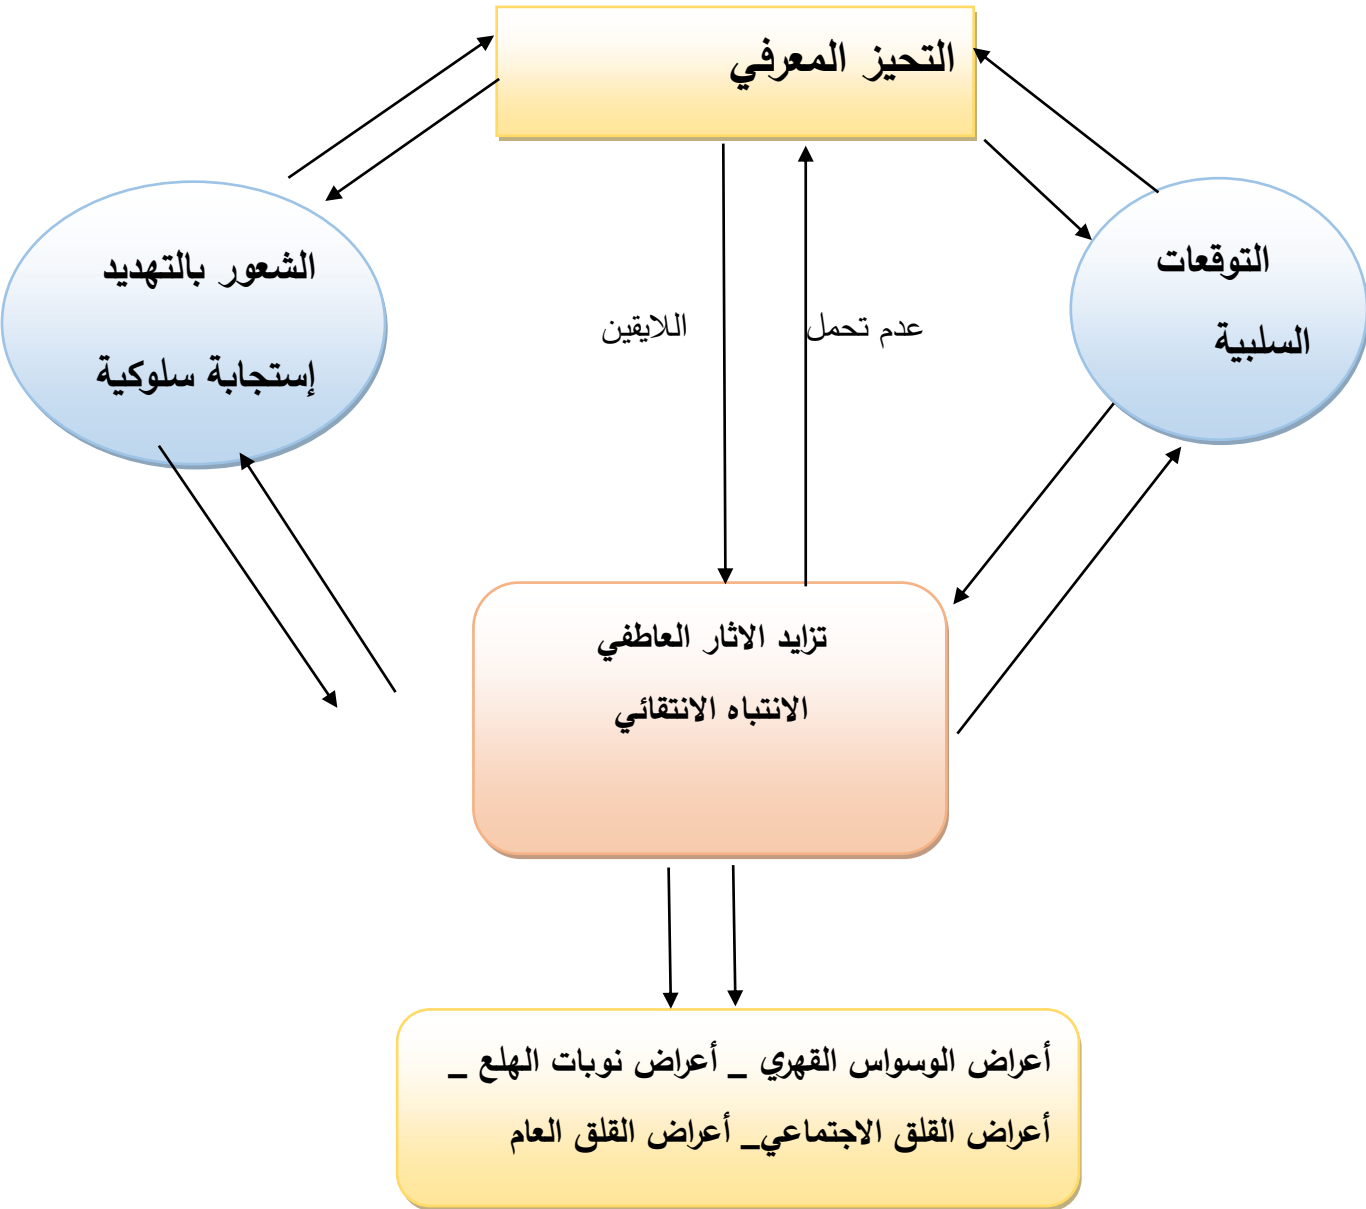 التحيز المعرفي
التوقعات
السلبية
الشعور بالتهديد
إستجابة سلوكية
عدم تحمل
اللايقين
تزايد الاثار العاطفي
الانتباه الانتقائي
أعراض الوسواس القهري _ أعراض نوبات الهلع _
أعراض القلق الاجتماعي_ أعراض القلق العام